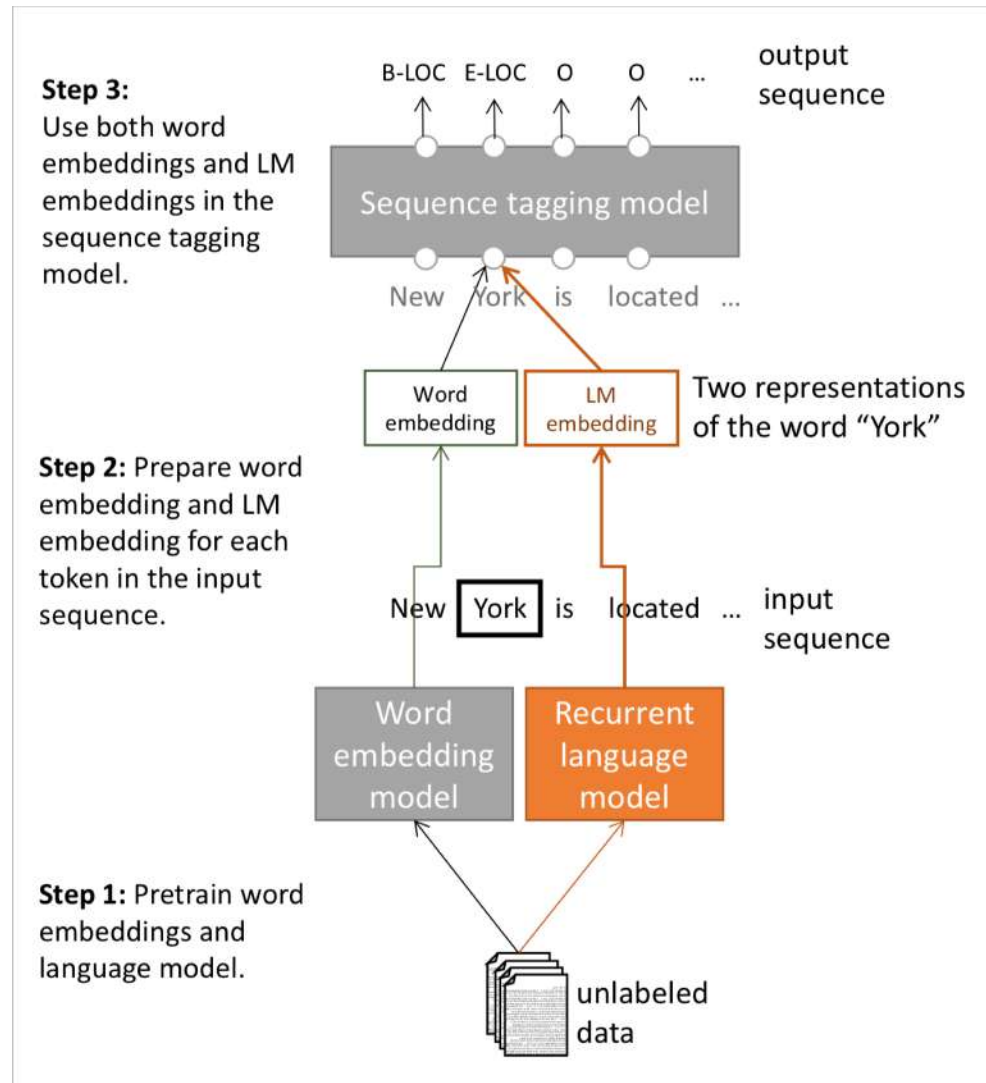 B-LOC E-LOC O O ...
output
sequence
Step 3:
Use both word
embeddings and LM
embeddings in the
sequence tagging
model.
Sequence tagging model
New York is located ...
Word
embedding
LM
embedding
Two representations
of the word “York”
Step 2: Prepare word
embedding and LM
embedding for each
token in the input
sequence.
New York is located ...
input
sequence
Word
embedding
model
Recurrent
language
model
Step 1: Pretrain word
embeddings and
language model.
unlabeled
data